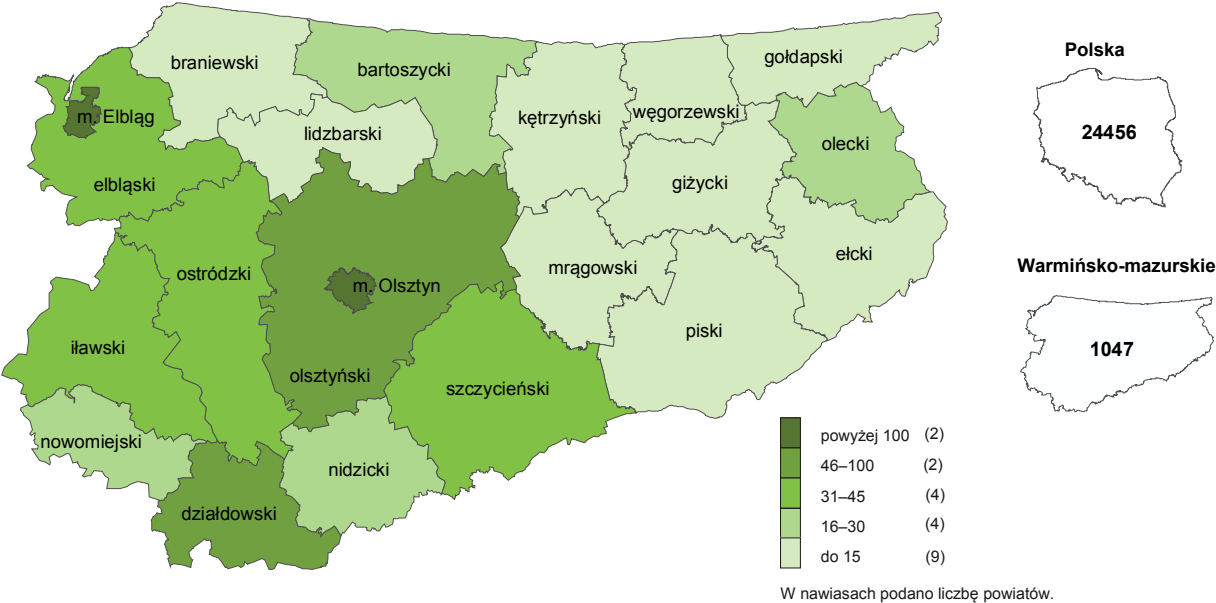 braniewski
bartoszycki
gołdapski
m. Elbląg
lidzbarski
kętrzyński
węgorzewski
olecki
elbląski
giżycki
ostródzki
m. Olsztyn
mrągowski
ełcki
iławski
olsztyński
szczycieński
piski
nowomiejski
nidzicki
działdowski
Polska
24456
Warmińsko-mazurskie
1047
powyżej 100 (2)
46–100 (2)
31–45 (4)
16–30 (4)
do 15 (9)
W nawiasach podano liczbę powiatów.